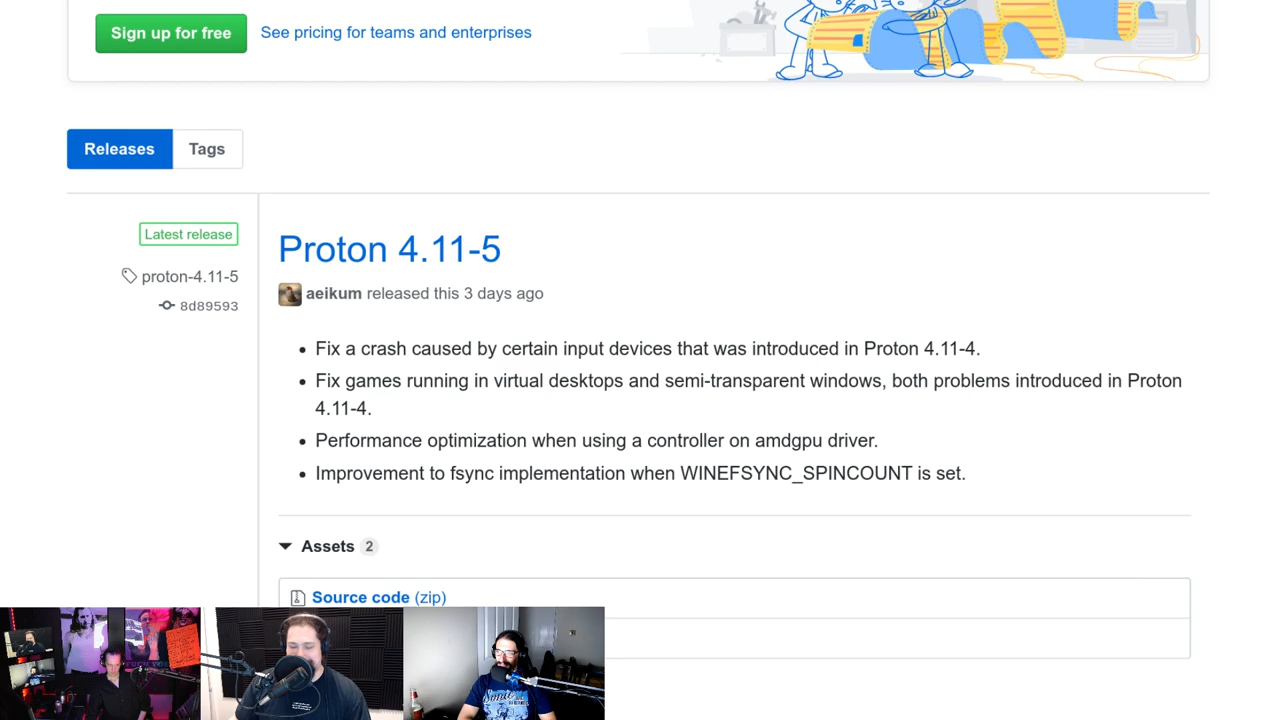 Sign up for free
See pricing for teams and enterprises
Releases
Tags
Latest release
proton-4.11-5
8d89593
Proton 4.11-5
aeikum released this 3 days ago
Fix a crash caused by certain input devices that was introduced in Proton 4.11-4.
Fix games running in virtual desktops and semi-transparent windows, both problems introduced in Proton
4.11-4.
Performance optimization when using a controller on amdgpu driver.
Improvement to fsync implementation when WINEFSYNC_SPINCOUNT is set.
Assets 2
Source code (zip)